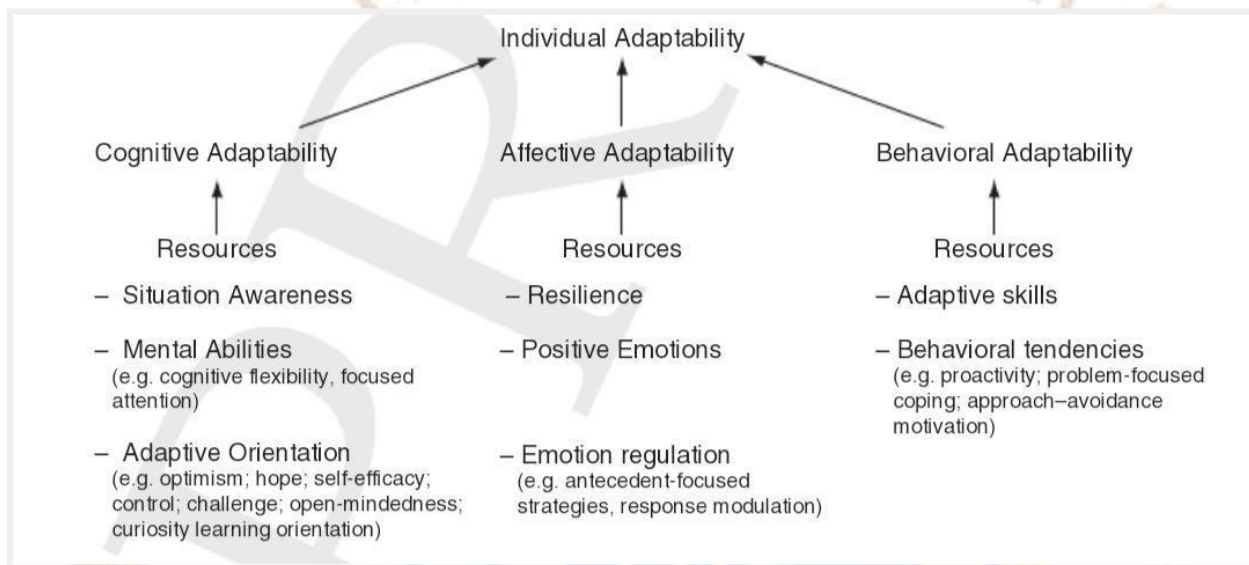 Individual Adaptability
Cognitive Adaptability
Affective Adaptability
Behavioral Adaptability
Resources
Resources
Resources
– Situation Awareness
– Mental Abilities
(e.g. cognitive flexibility, focused
attention)
– Adaptive Orientation
(e.g. optimism; hope; self-efficacy;
control; challenge; open-mindedness;
curiosity learning orientation)
– Resilience
– Positive Emotions
– Emotion regulation
(e.g. antecedent-focused
strategies, response modulation)
– Adaptive skills
– Behavioral tendencies
(e.g. proactivity; problem-focused
coping; approach–avoidance
motivation)